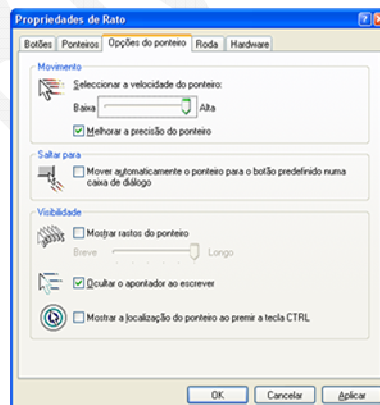 Propriedades de Rato
Botões Ponteiros Opções do ponteiro Roda Hardware
Movimento
Seleccionar a velocidade do ponteiro:
Baixa Alta
Melhorar a precisão do ponteiro
Saltar para
Mover automaticamente o ponteiro para o botão predefinido numa
caixa de diálogo
Visibilidade
Mostrar rastos do ponteiro
Breve Longo
Ocultar o apontador ao escrever
Mostrar a localização do ponteiro ao premir a tecla CTRL
OK Cancelar Aplicar